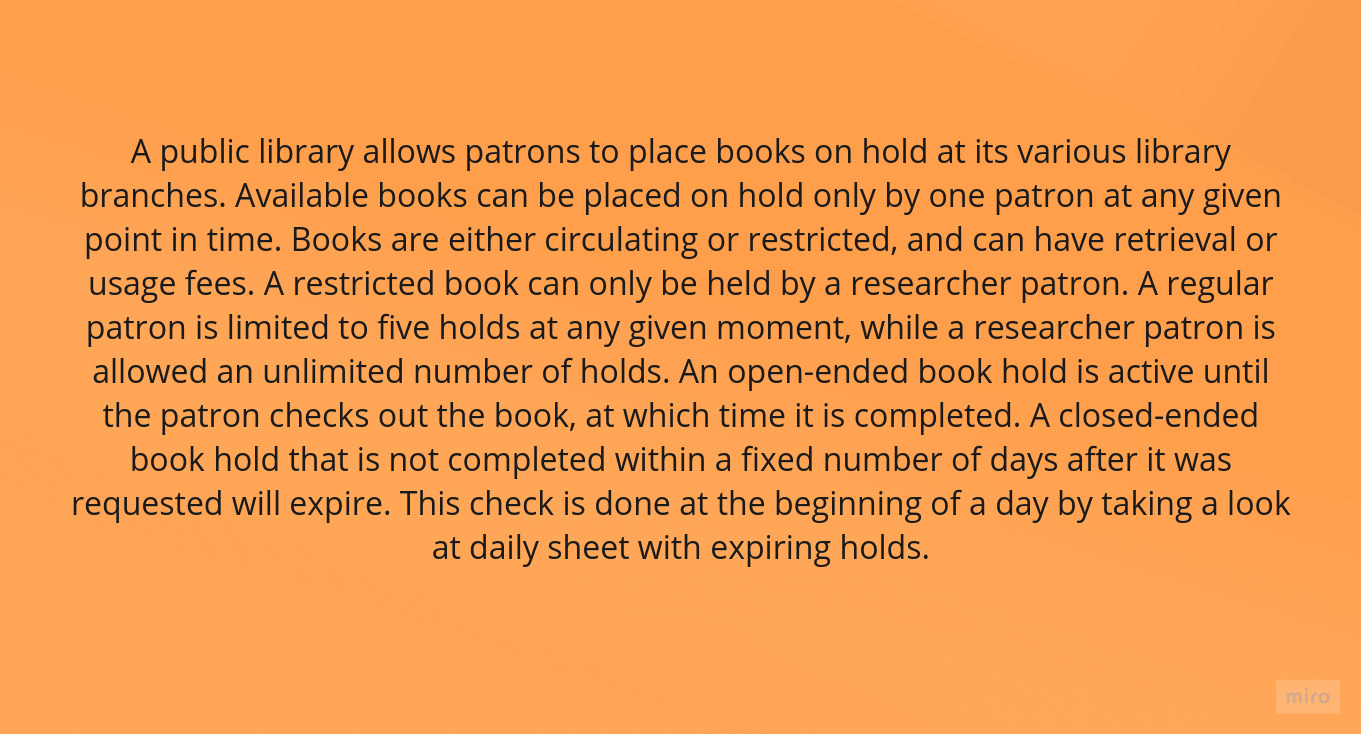 A public library allows patrons to place books on hold at its various library
branches. Available books can be placed on hold only by one patron at any given
point in time. Books are either circulating or restricted, and can have retrieval or
usage fees. A restricted book can only be held by a researcher patron. A regular
patron is limited to five holds at any given moment, while a researcher patron is
allowed an unlimited number of holds. An open-ended book hold is active until
the patron checks out the book, at which time it is completed. A closed-ended
book hold that is not completed within a fixed number of days after it was
requested will expire. This check is done at the beginning of a day by taking a look
at daily sheet with expiring holds.
miro